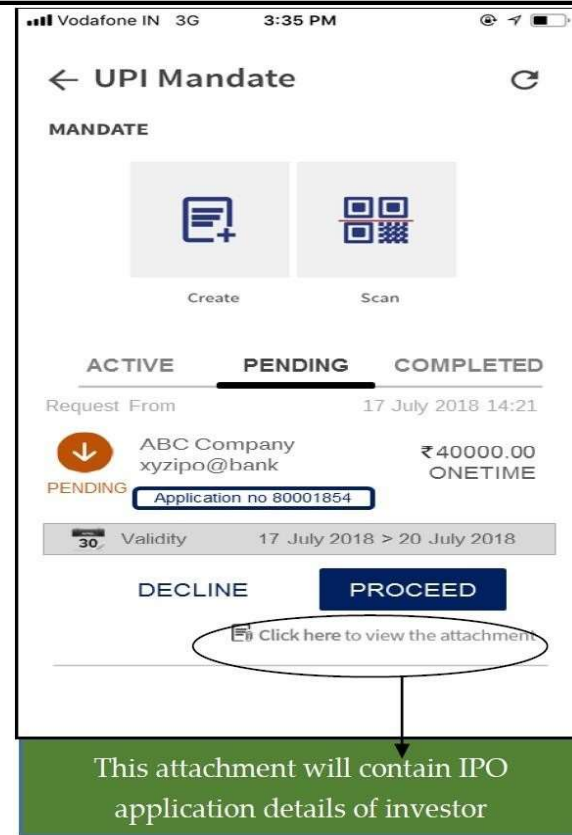 Vodafone IN 3G 3:35 PM
← UPI Mandate
MANDATE
Create Scan
ACTIVE PENDING COMPLETED
Request From 17 July 2018 14:21
ABC Company ₹40000.00
xyzipo@bank ONETIME
PENDING
Application no 80001854
30 Validity 17 July 2018 > 20 July 2018
DECLINE PROCEED
Click here to view the attachment
This attachment will contain IPO
application details of investor